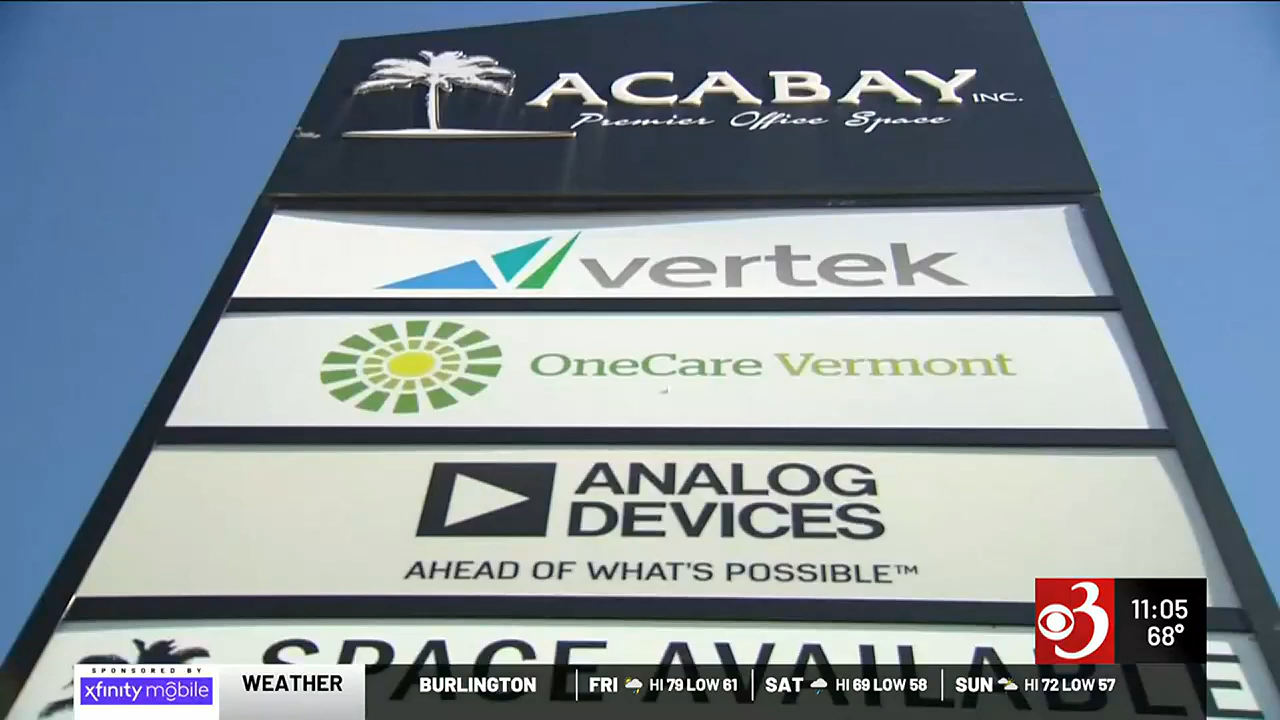 ACABAY INC.
Premier Office Space
vertek
OneCare Vermont
ANALOG
DEVICES
AHEAD OF WHAT'S POSSIBLE™
SPACE AVAILABLE
3
11:05
68°
SPONSORED BY
xfinity mobile
WEATHER
BURLINGTON
FRI HI 79 LOW 61
SAT HI 69 LOW 58
SUN HI 72 LOW 57